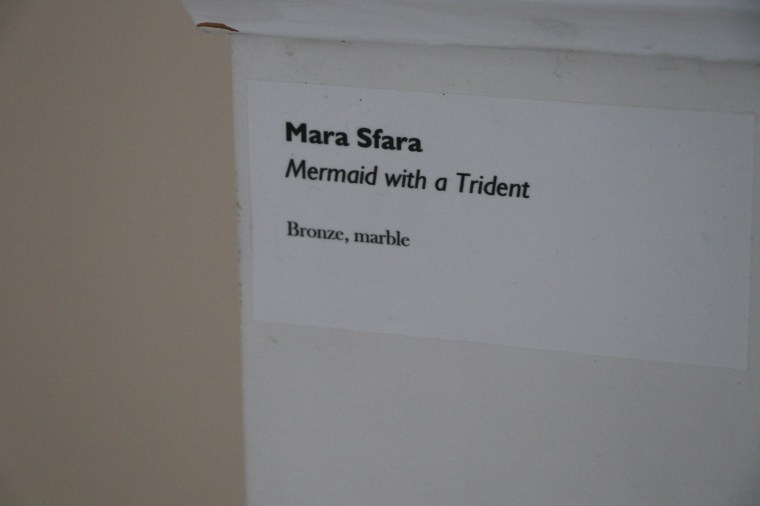 Mara Sfara
Mermaid with a Trident
Bronze, marble